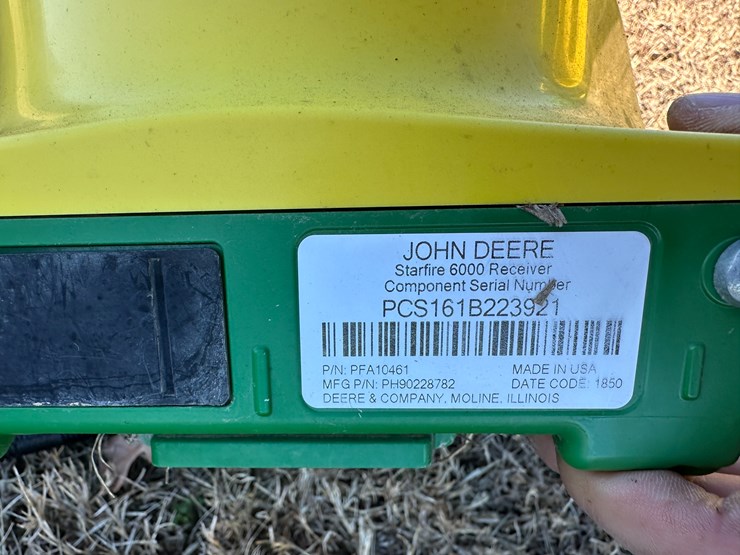 JOHN DEERE
Starfire 6000 Receiver
Component Serial Number
PCS161B223921
P/N: PFA10461 MADE IN USA
MFG P/N: PH90228782 DATE CODE: 1850
DEERE & COMPANY, MOLINE, ILLINOIS